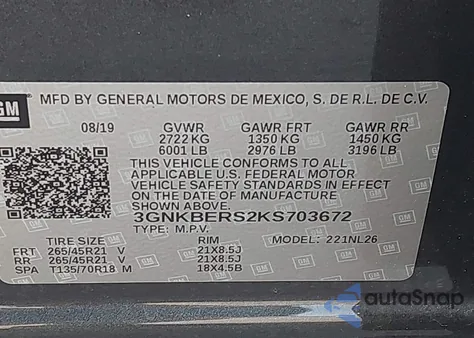 GM
MFD BY GENERAL MOTORS DE MEXICO, S. DE R.L. DE C.V.
08/19 GVWR GAWR FRT GAWR RR
2722 KG 1350 KG 1450 KG
6001 LB 2976 LB 3196 LB
THIS VEHICLE CONFORMS TO ALL
APPLICABLE U.S. FEDERAL MOTOR
VEHICLE SAFETY STANDARDS IN EFFECT
ON THE DATE OF MANUFACTURE
SHOWN ABOVE.
3GNKBERS2KS703672
TYPE: M.P.V. MODEL: 221NL26
TIRE SIZE RIM
FRT 265/45R21 V 21X8.5J
RR 265/45R21 V 21X8.5J
SPA T135/70R18 M 18X4.5B
autoSnap